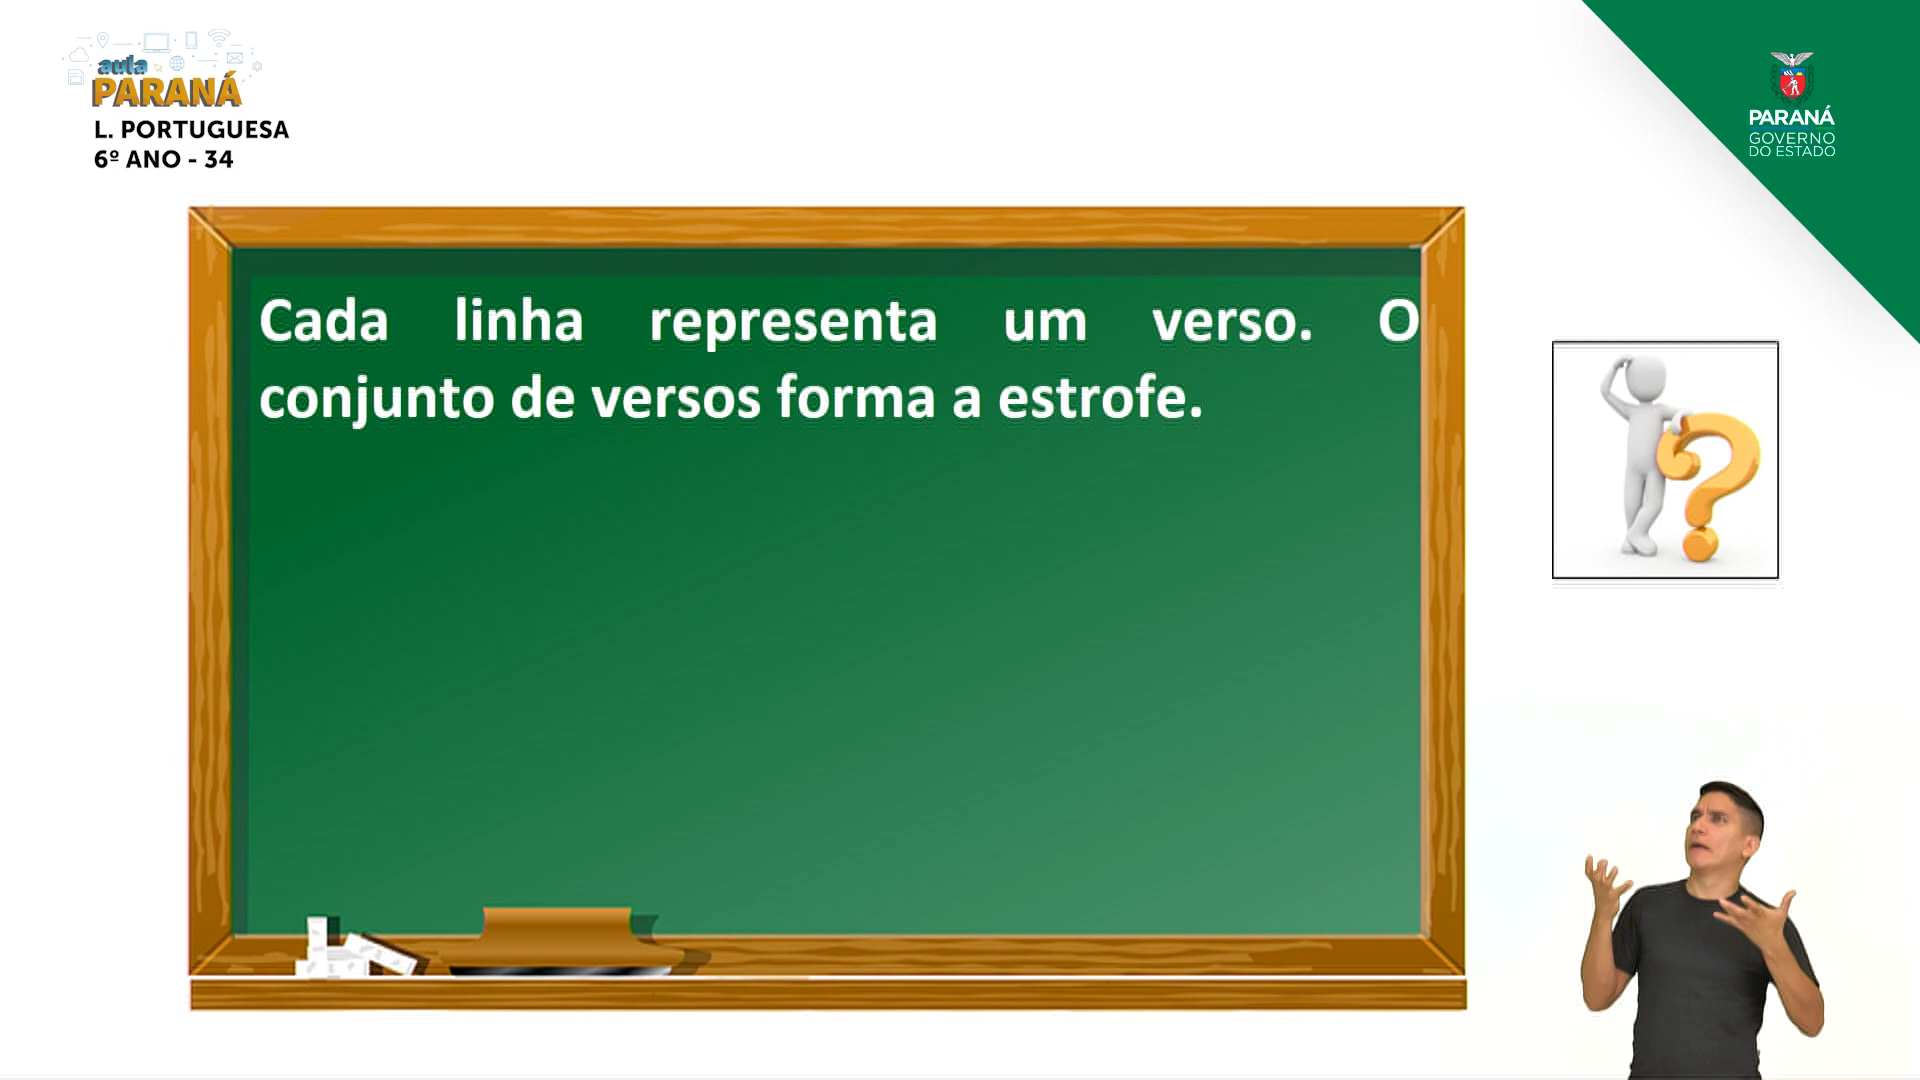 aula
PARANÁ
L. PORTUGUESA
6º ANO - 34
PARANÁ
GOVERNO
DO ESTADO
Cada linha representa um verso. O
conjunto de versos forma a estrofe.